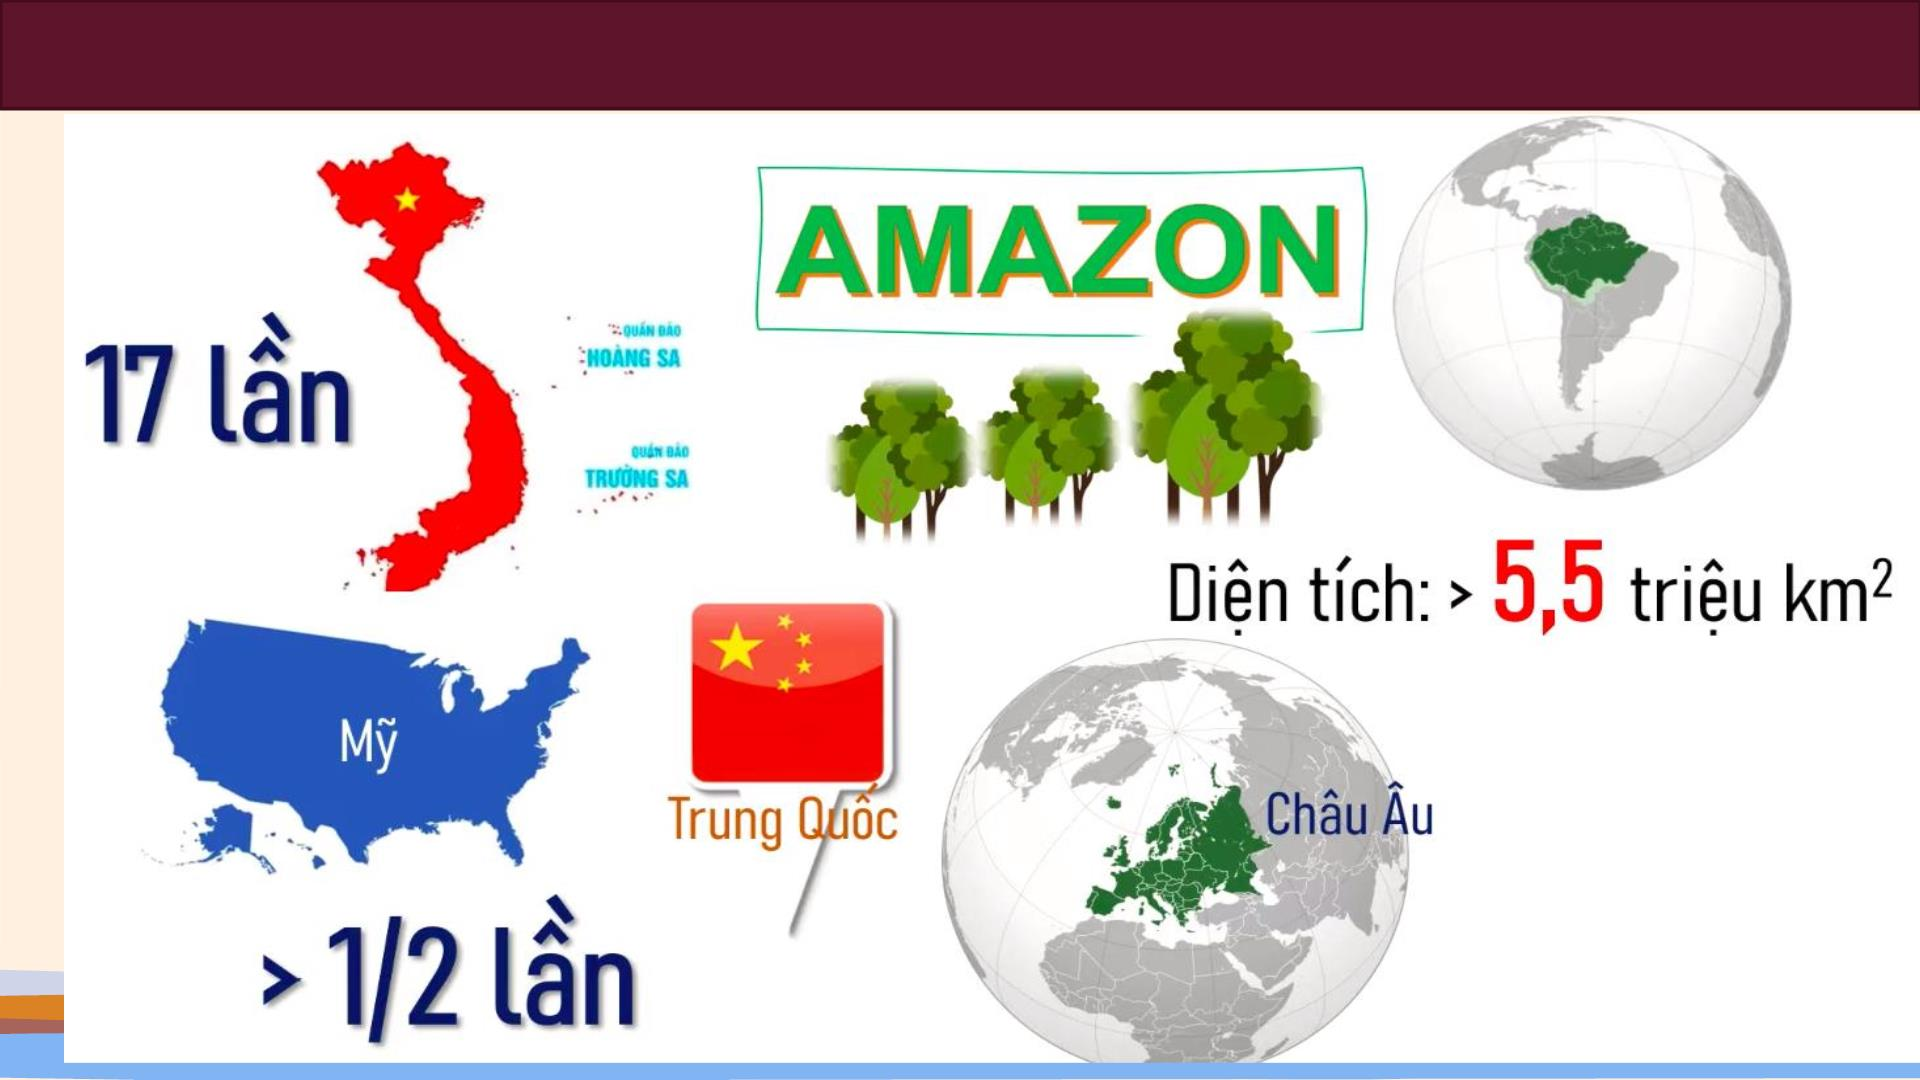 AMAZON
17 lần
QUẦN ĐẢO
HOÀNG SA
QUẦN ĐẢO
TRƯỜNG SA
Diện tích: > 5,5 triệu km²
Mỹ
Trung Quốc
Châu Âu
> 1/2 lần